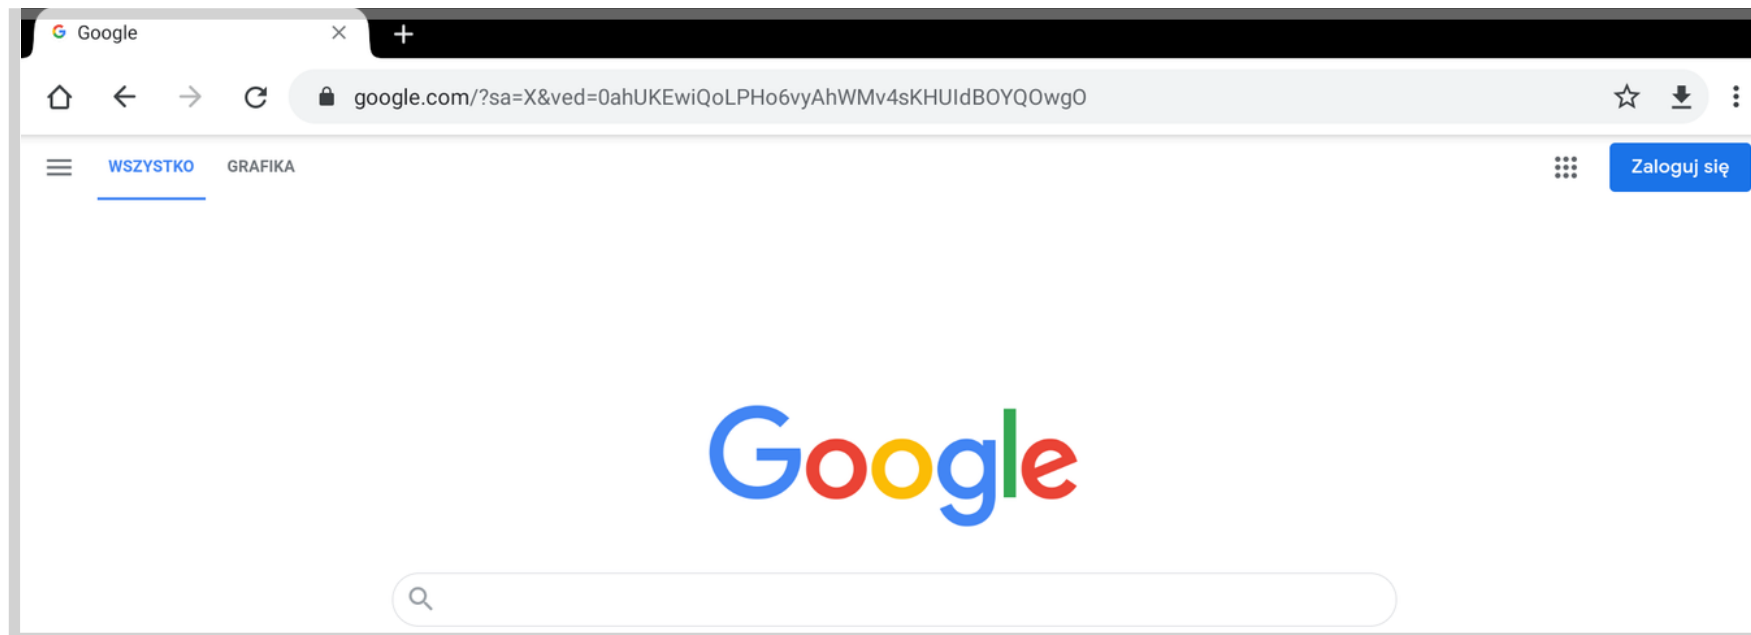 Google
google.com/?sa=X&ved=0ahUKEwiQoLPHo6vyAhWMv4sKHUIdBOYQOwgO
WSZYSTKO GRAFIKA Zaloguj się
Google